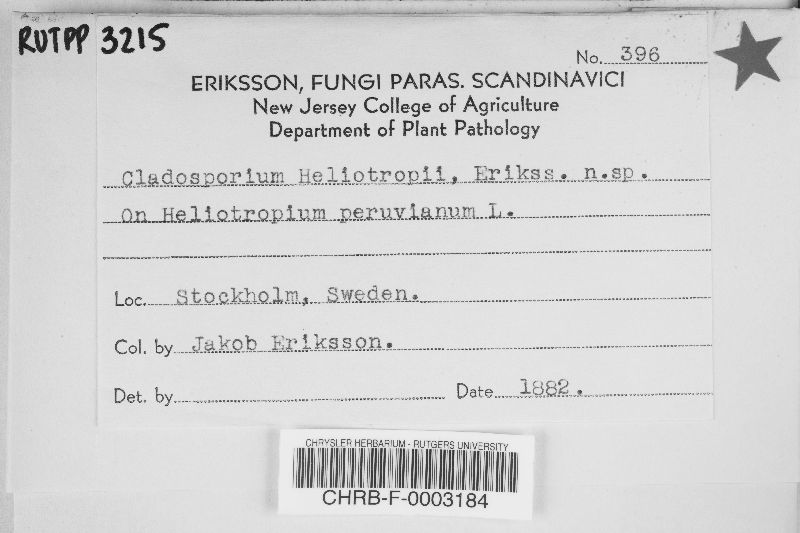 RUTPP 3215
No. 396
ERIKSSON, FUNGI PARAS. SCANDINAVICI
New Jersey College of Agriculture
Department of Plant Pathology
Cladosporium Heliotropii, Erikss. n.sp.
On Heliotropium peruvianum L.
Loc. Stockholm, Sweden.
Col. by Jakob Eriksson.
Det. by Date 1882.
CHRYSLER HERBARIUM - RUTGERS UNIVERSITY
CHRB-F-0003184